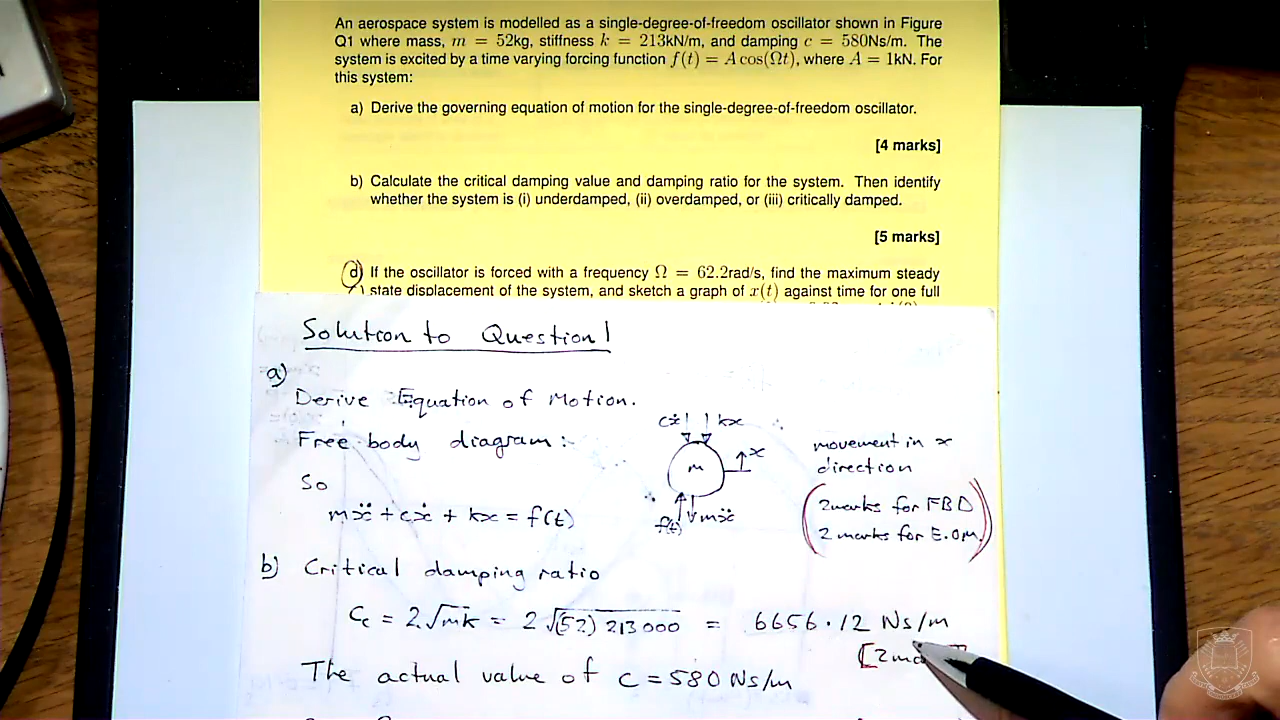 An aerospace system is modelled as a single-degree-of-freedom oscillator shown in Figure
Q1 where mass, m = 52kg, stiffness k = 213kN/m, and damping c = 580Ns/m. The
system is excited by a time varying forcing function f(t) = A cos(Ωt), where A = 1kN. For
this system:
a) Derive the governing equation of motion for the single-degree-of-freedom oscillator.
[4 marks]
b) Calculate the critical damping value and damping ratio for the system. Then identify
whether the system is (i) underdamped, (ii) overdamped, or (iii) critically damped.
[5 marks]
d) If the oscillator is forced with a frequency Ω = 62.2rad/s, find the maximum steady
state displacement of the system, and sketch a graph of x(t) against time for one full
Solution to Question 1
a)
Derive Equation of Motion.
Free body diagram:
cẋ kx
m
x
f(t) mẍ
movement in x
direction
(2 marks for FBD
2 marks for E.O.M.)
So
mẍ + cẋ + kx = f(t)
b) Critical damping ratio
Cc = 2√mk = 2√(52) 213000 = 6656.12 Ns/m
[2
The actual value of c = 580 Ns/m